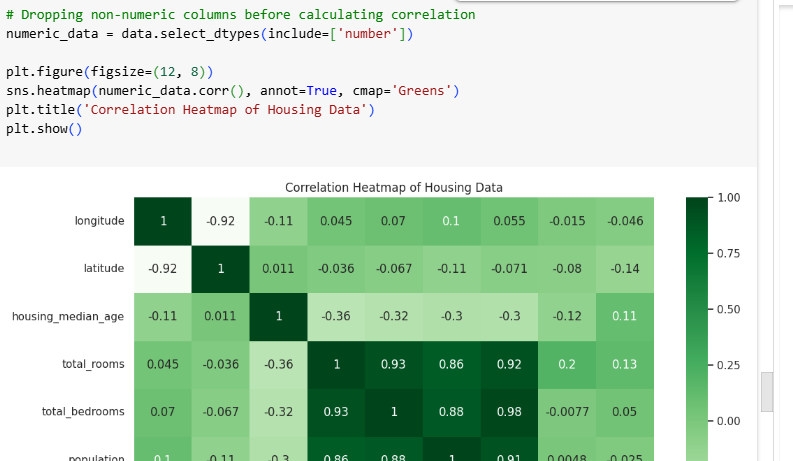 # Dropping non-numeric columns before calculating correlation
numeric_data = data.select_dtypes(include=['number'])
plt.figure(figsize=(12, 8))
sns.heatmap(numeric_data.corr(), annot=True, cmap='Greens')
plt.title('Correlation Heatmap of Housing Data')
plt.show()
Correlation Heatmap of Housing Data
longitude 1 -0.92 -0.11 0.045 0.07 0.1 0.055 -0.015 -0.046
latitude -0.92 1 0.011 -0.036 -0.067 -0.11 -0.071 -0.08 -0.14
housing_median_age -0.11 0.011 1 -0.36 -0.32 -0.3 -0.3 -0.12 0.11
total_rooms 0.045 -0.036 -0.36 1 0.93 0.86 0.92 0.2 0.13
total_bedrooms 0.07 -0.067 -0.32 0.93 1 0.88 0.98 -0.0077 0.05
population 0.1 -0.11 -0.3 0.86 0.88 1 0.91 0.0048 -0.025
1.00
0.75
0.50
0.25
0.00